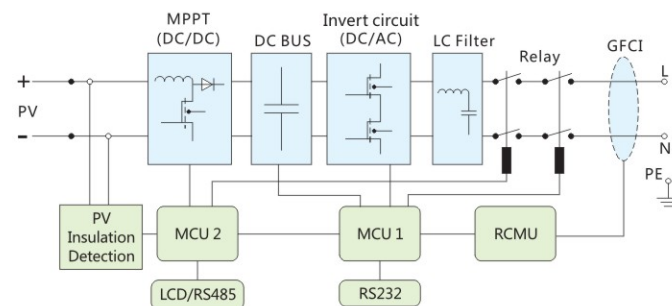 MPPT
(DC/DC)
DC BUS
Invert circuit
(DC/AC)
LC Filter
Relay
GFCI
+
PV
-
L
N
PE
PV
Insulation
Detection
MCU 2
MCU 1
RCMU
LCD/RS485
RS232